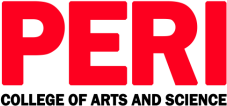 PERI
COLLEGE OF ARTS AND SCIENCE